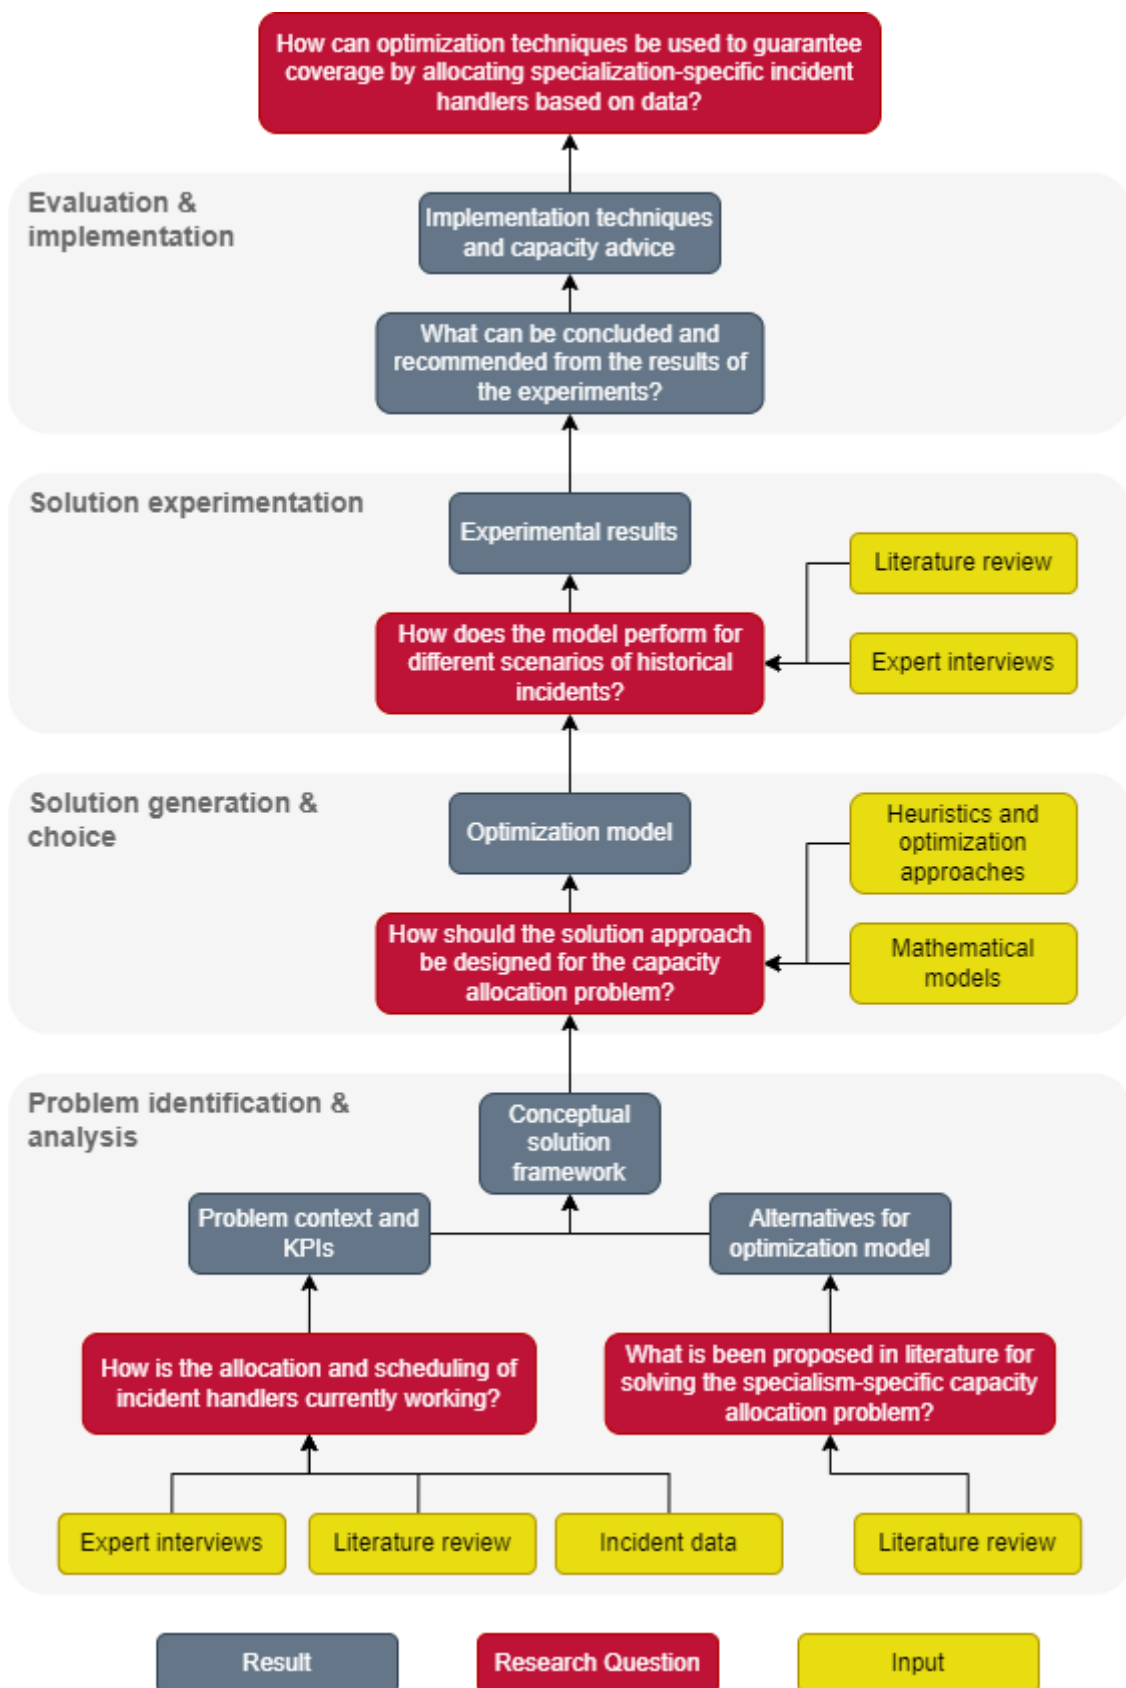 How can optimization techniques be used to guarantee
coverage by allocating specialization-specific incident
handlers based on data?
Evaluation &
implementation
Implementation techniques
and capacity advice
What can be concluded and
recommended from the results of
the experiments?
Solution experimentation
Experimental results
Literature review
How does the model perform for
different scenarios of historical
incidents?
Expert interviews
Solution generation &
choice
Optimization model
Heuristics and
optimization
approaches
How should the solution approach
be designed for the capacity
allocation problem?
Mathematical
models
Problem identification &
analysis
Conceptual
solution
framework
Problem context and
KPIs
Alternatives for
optimization model
How is the allocation and scheduling of
incident handlers currently working?
What is been proposed in literature for
solving the specialism-specific capacity
allocation problem?
Expert interviews
Literature review
Incident data
Literature review
Result
Research Question
Input